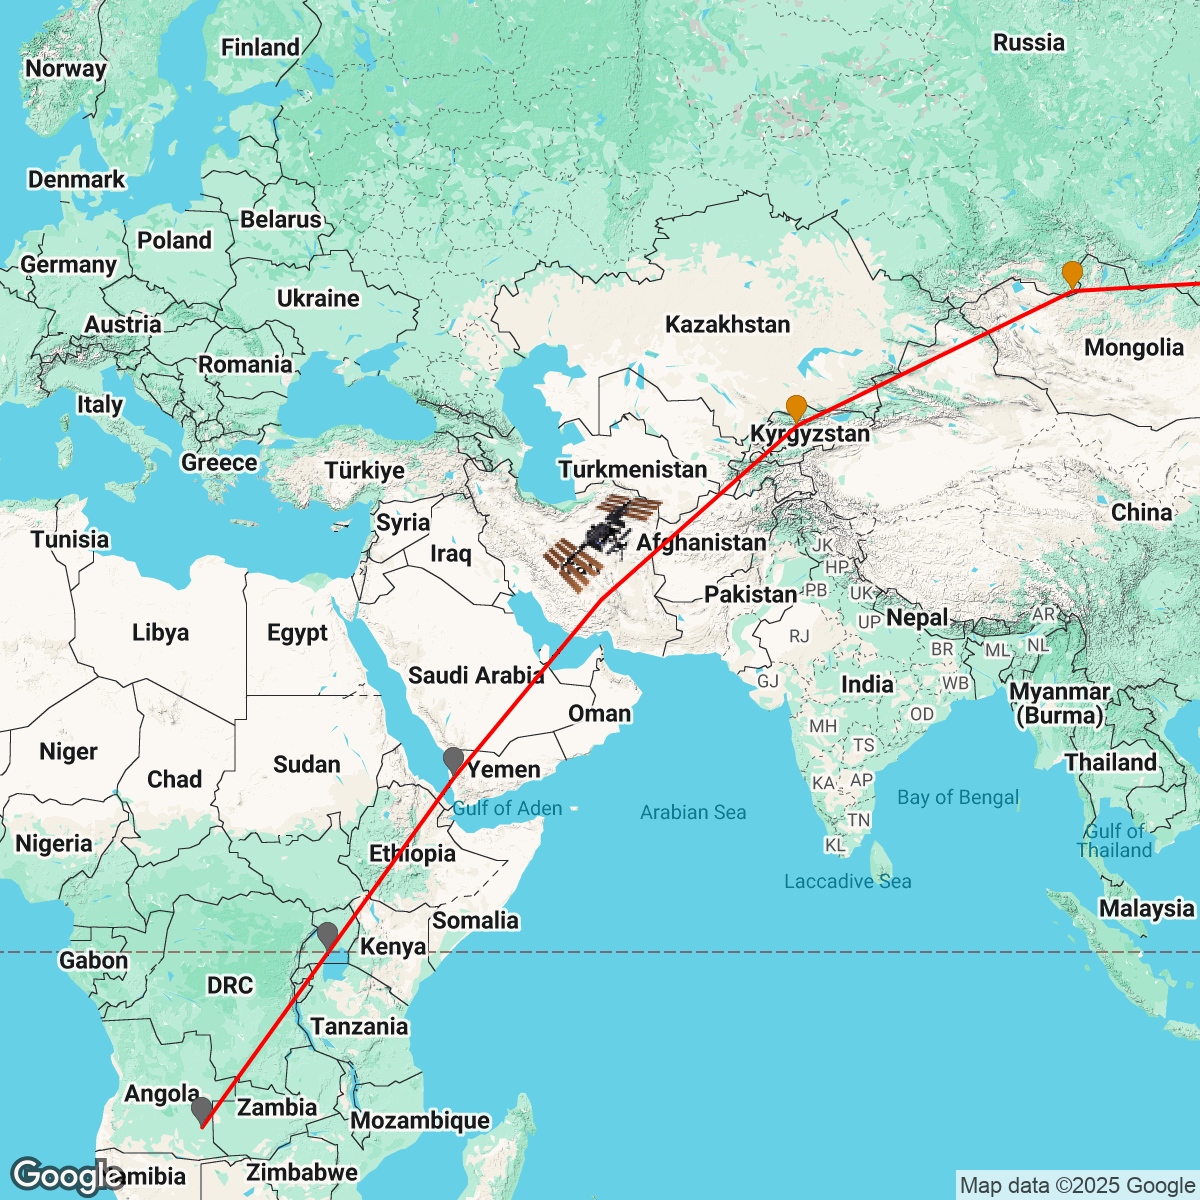 Finland
Russia
Norway
Denmark
Belarus
Poland
Germany
Ukraine
Austria
Kazakhstan
Mongolia
Romania
Italy
Kyrgyzstan
Greece
Türkiye
Turkmenistan
China
Syria
Tunisia
Iraq
Afghanistan
JK
HP
Pakistan
PB
UK
Nepal
AR
UP
Libya
Egypt
RJ
BR
ML
NL
Saudi Arabia
GJ
India
WB
Myanmar
(Burma)
Oman
OD
MH
TS
Niger
Chad
Sudan
Yemen
Thailand
KA
AP
Bay of Bengal
Gulf of Aden
Arabian Sea
TN
Gulf of
Thailand
Nigeria
Ethiopia
KL
Laccadive Sea
Somalia
Malaysia
Kenya
Gabon
DRC
Tanzania
Angola
Zambia
Mozambique
Zimbabwe
Google
amibia
Map data ©2025 Google